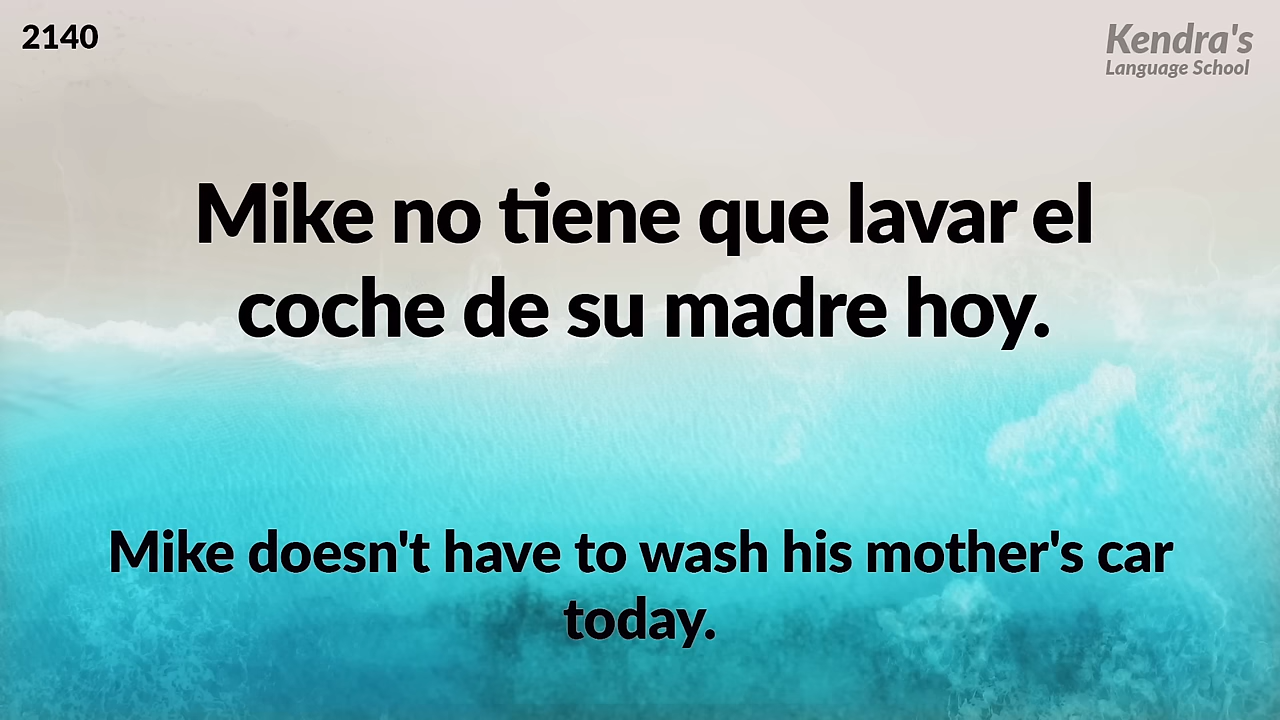 2140
Kendra's
Language School
Mike no tiene que lavar el
coche de su madre hoy.
Mike doesn't have to wash his mother's car
today.